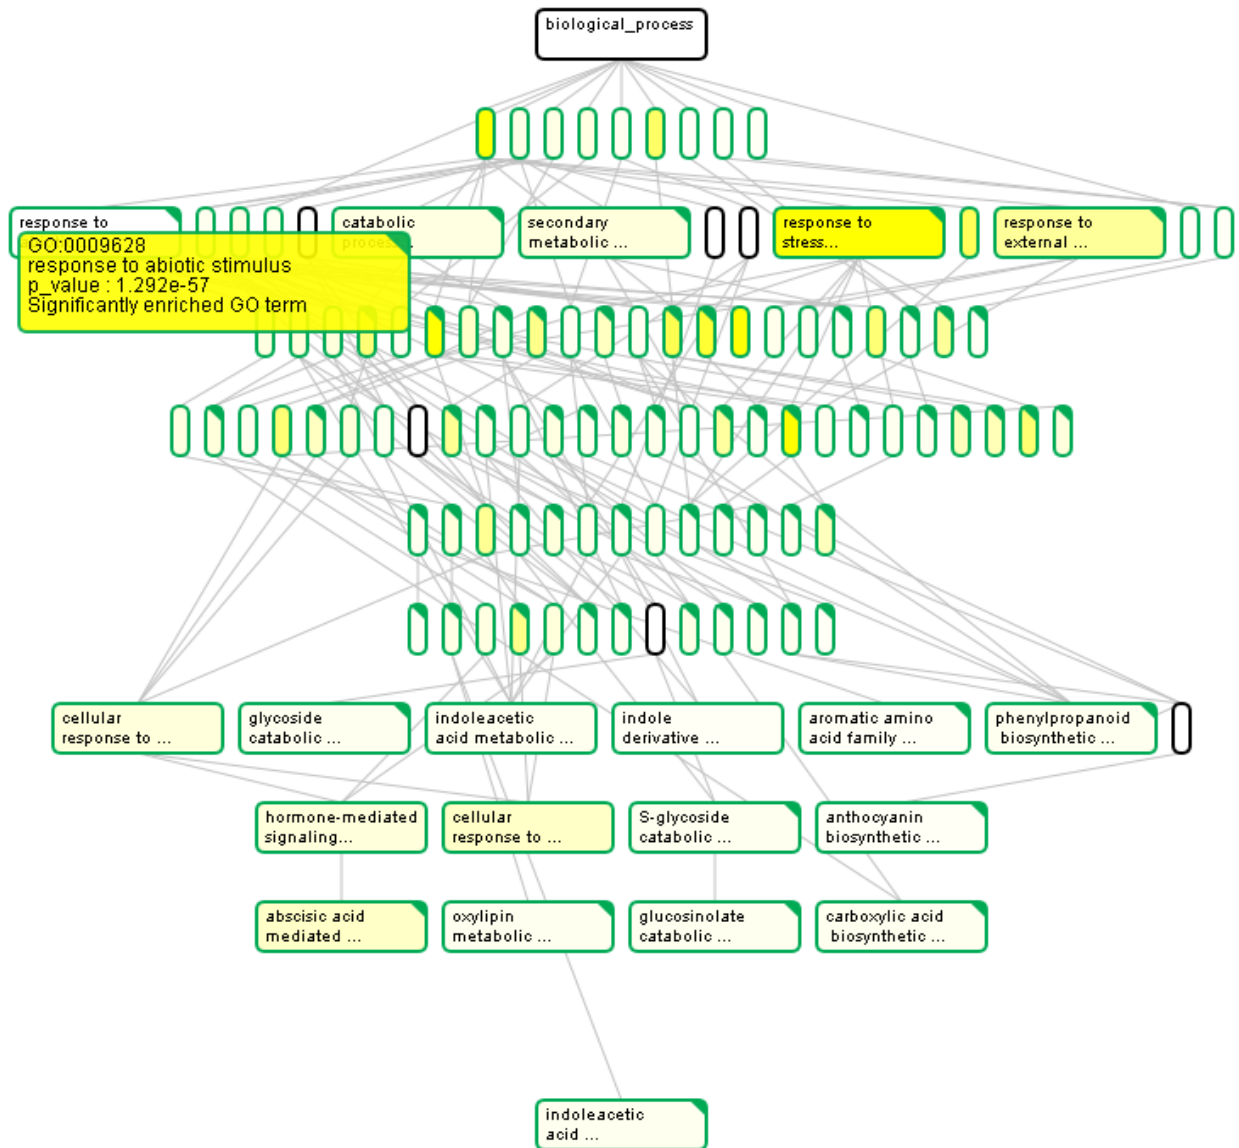 biological_process
response to
catabolic
process...
secondary
metabolic ...
response to
stress...
response to
external ...
GO:0009628
response to abiotic stimulus
p_value : 1.292e-57
Significantly enriched GO term
cellular
response to ...
glycoside
catabolic ...
indoleacetic
acid metabolic ...
indole
derivative ...
aromatic amino
acid family ...
phenylpropanoid
biosynthetic ...
hormone-mediated
signaling...
cellular
response to ...
S-glycoside
catabolic ...
anthocyanin
biosynthetic ...
abscisic acid
mediated ...
oxylipin
metabolic ...
glucosinolate
catabolic ...
carboxylic acid
biosynthetic ...
indoleacetic
acid ...